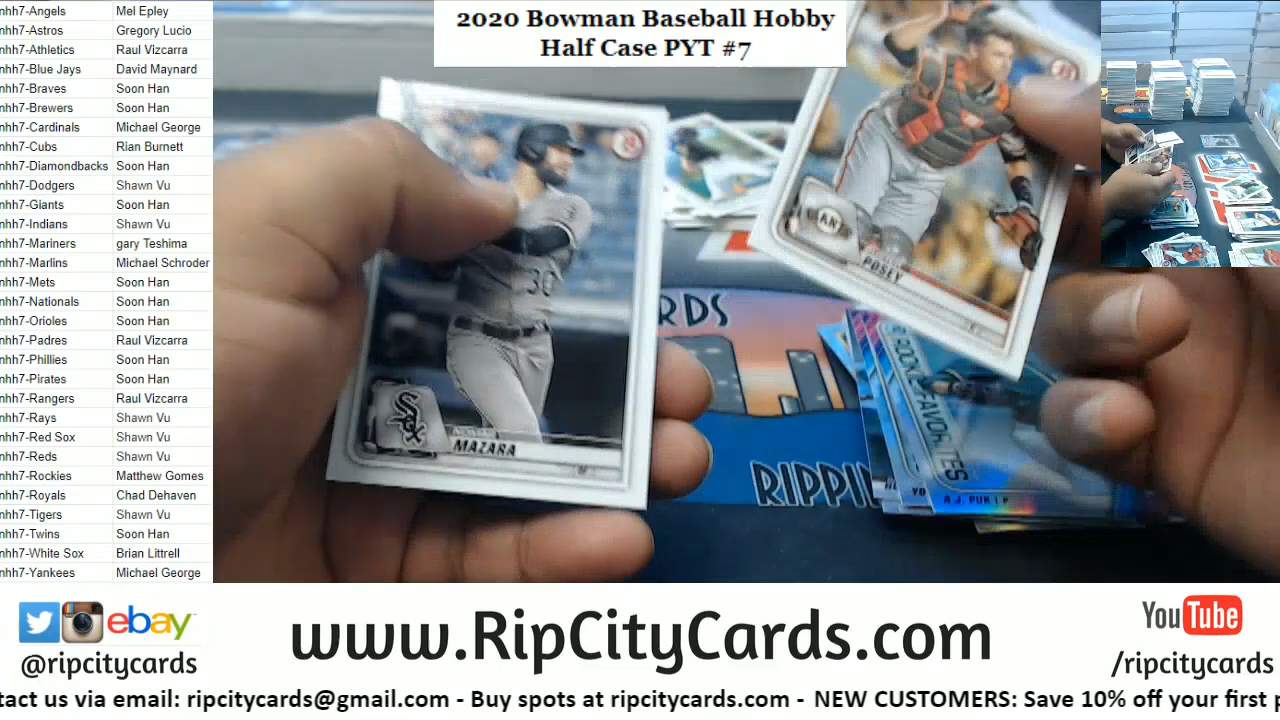 2020 Bowman Baseball Hobby
Half Case PYT #7
nhh7-Angels Mel Epley
nhh7-Astros Gregory Lucio
nhh7-Athletics Raul Vizcarra
nhh7-Blue Jays David Maynard
nhh7-Braves Soon Han
nhh7-Brewers Soon Han
nhh7-Cardinals Michael George
nhh7-Cubs Rian Burnett
nhh7-Diamondbacks Soon Han
nhh7-Dodgers Shawn Vu
nhh7-Giants Soon Han
nhh7-Indians Shawn Vu
nhh7-Mariners gary Teshima
nhh7-Marlins Michael Schroder
nhh7-Mets Soon Han
nhh7-Nationals Soon Han
nhh7-Orioles Soon Han
nhh7-Padres Raul Vizcarra
nhh7-Phillies Soon Han
nhh7-Pirates Soon Han
nhh7-Rangers Raul Vizcarra
nhh7-Rays Shawn Vu
nhh7-Red Sox Shawn Vu
nhh7-Reds Shawn Vu
nhh7-Rockies Matthew Gomes
nhh7-Royals Chad Dehaven
nhh7-Tigers Shawn Vu
nhh7-Twins Soon Han
nhh7-White Sox Brian Littrell
nhh7-Yankees Michael George
30
Sox
MAZARA
POSEY
RDS
RIPPIN
A.J. PUK
ebay
@ripcitycards
www.RipCityCards.com
YouTube
/ripcitycards
tact us via email: ripcitycards@gmail.com - Buy spots at ripcitycards.com - NEW CUSTOMERS: Save 10% off your first p